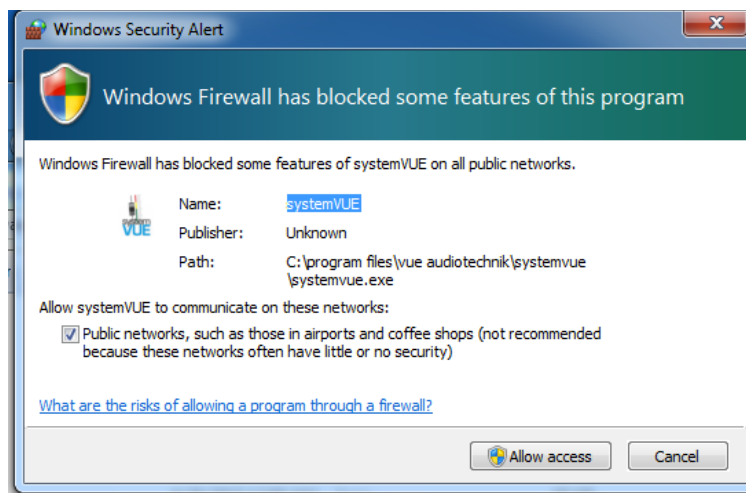 Windows Security Alert
Windows Firewall has blocked some features of this program
Windows Firewall has blocked some features of systemVUE on all public networks.
system
VUE
Name: systemVUE
Publisher: Unknown
Path: C:\program files\vue audiotechnik\systemvue
\systemvue.exe
Allow systemVUE to communicate on these networks:
Public networks, such as those in airports and coffee shops (not recommended
because these networks often have little or no security)
What are the risks of allowing a program through a firewall?
Allow access Cancel